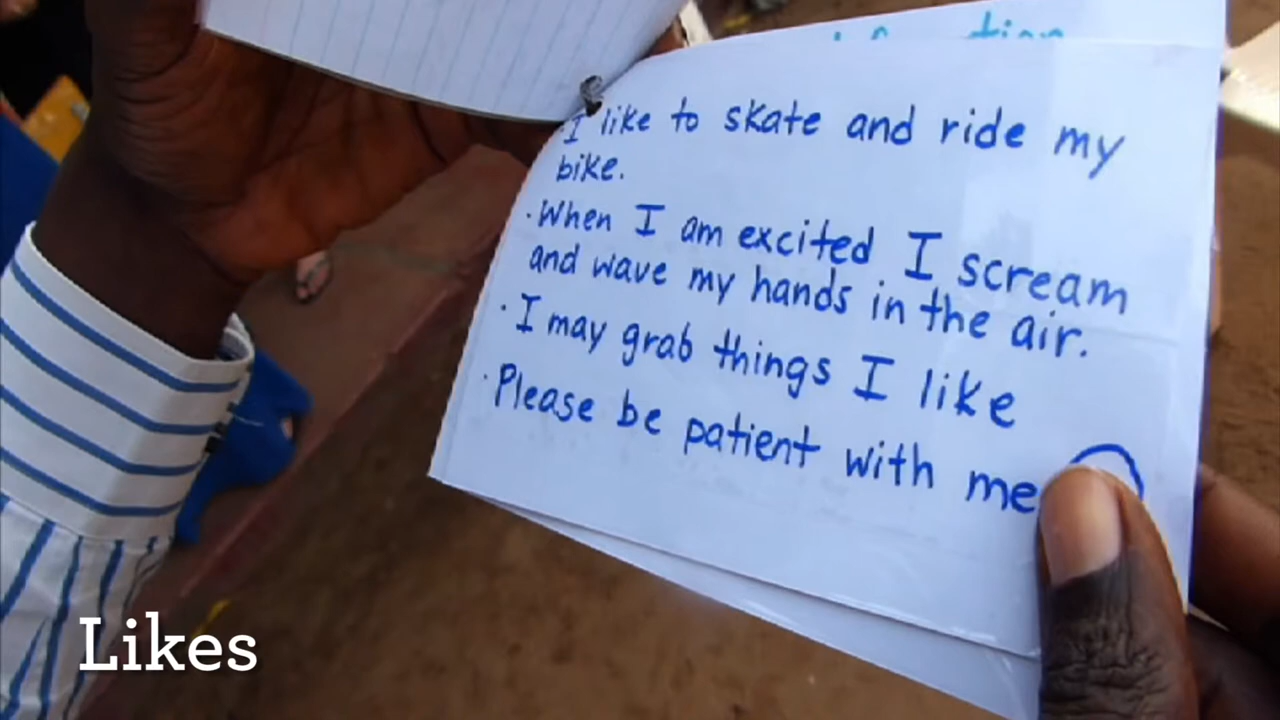 · I like to skate and ride my
bike.
· When I am excited I scream
and wave my hands in the air.
· I may grab things I like
· Please be patient with me
Likes